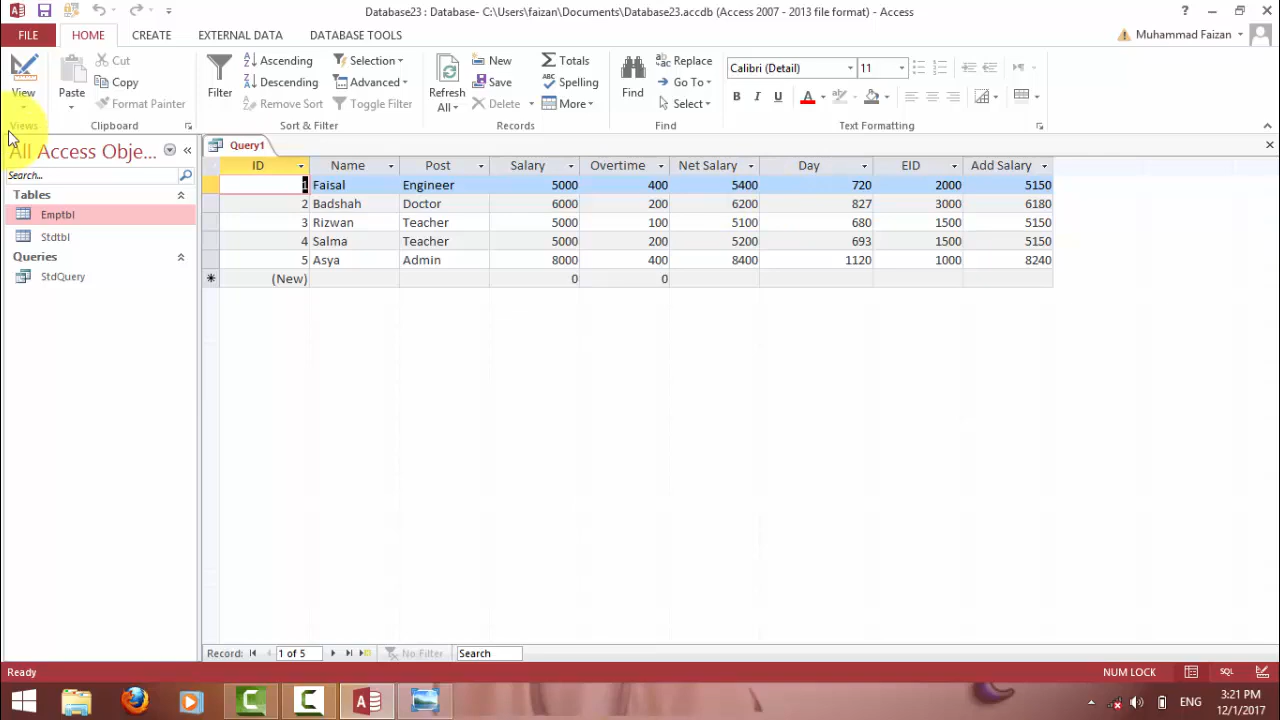 Database23 : Database- C:\Users\faizan\Documents\Database23.accdb (Access 2007 - 2013 file format) - Access
FILE HOME CREATE EXTERNAL DATA DATABASE TOOLS Muhammad Faizan
View Paste Cut Copy Format Painter
Filter Ascending Descending Remove Sort Selection Advanced Toggle Filter
Refresh All New Save Delete Totals Spelling More
Find Replace Go To Select
Calibri (Detail) 11
B I U A
Views Clipboard Sort & Filter Records Find Text Formatting
All Access Obje...
Search...
Tables
Emptbl
Stdtbl
Queries
StdQuery
Query1
ID Name Post Salary Overtime Net Salary Day EID Add Salary
1 Faisal Engineer 5000 400 5400 720 2000 5150
2 Badshah Doctor 6000 200 6200 827 3000 6180
3 Rizwan Teacher 5000 100 5100 680 1500 5150
4 Salma Teacher 5000 200 5200 693 1500 5150
5 Asya Admin 8000 400 8400 1120 1000 8240
(New) 0 0
Record: 1 of 5 No Filter Search
Ready NUM LOCK SQL
ENG 3:21 PM
12/1/2017